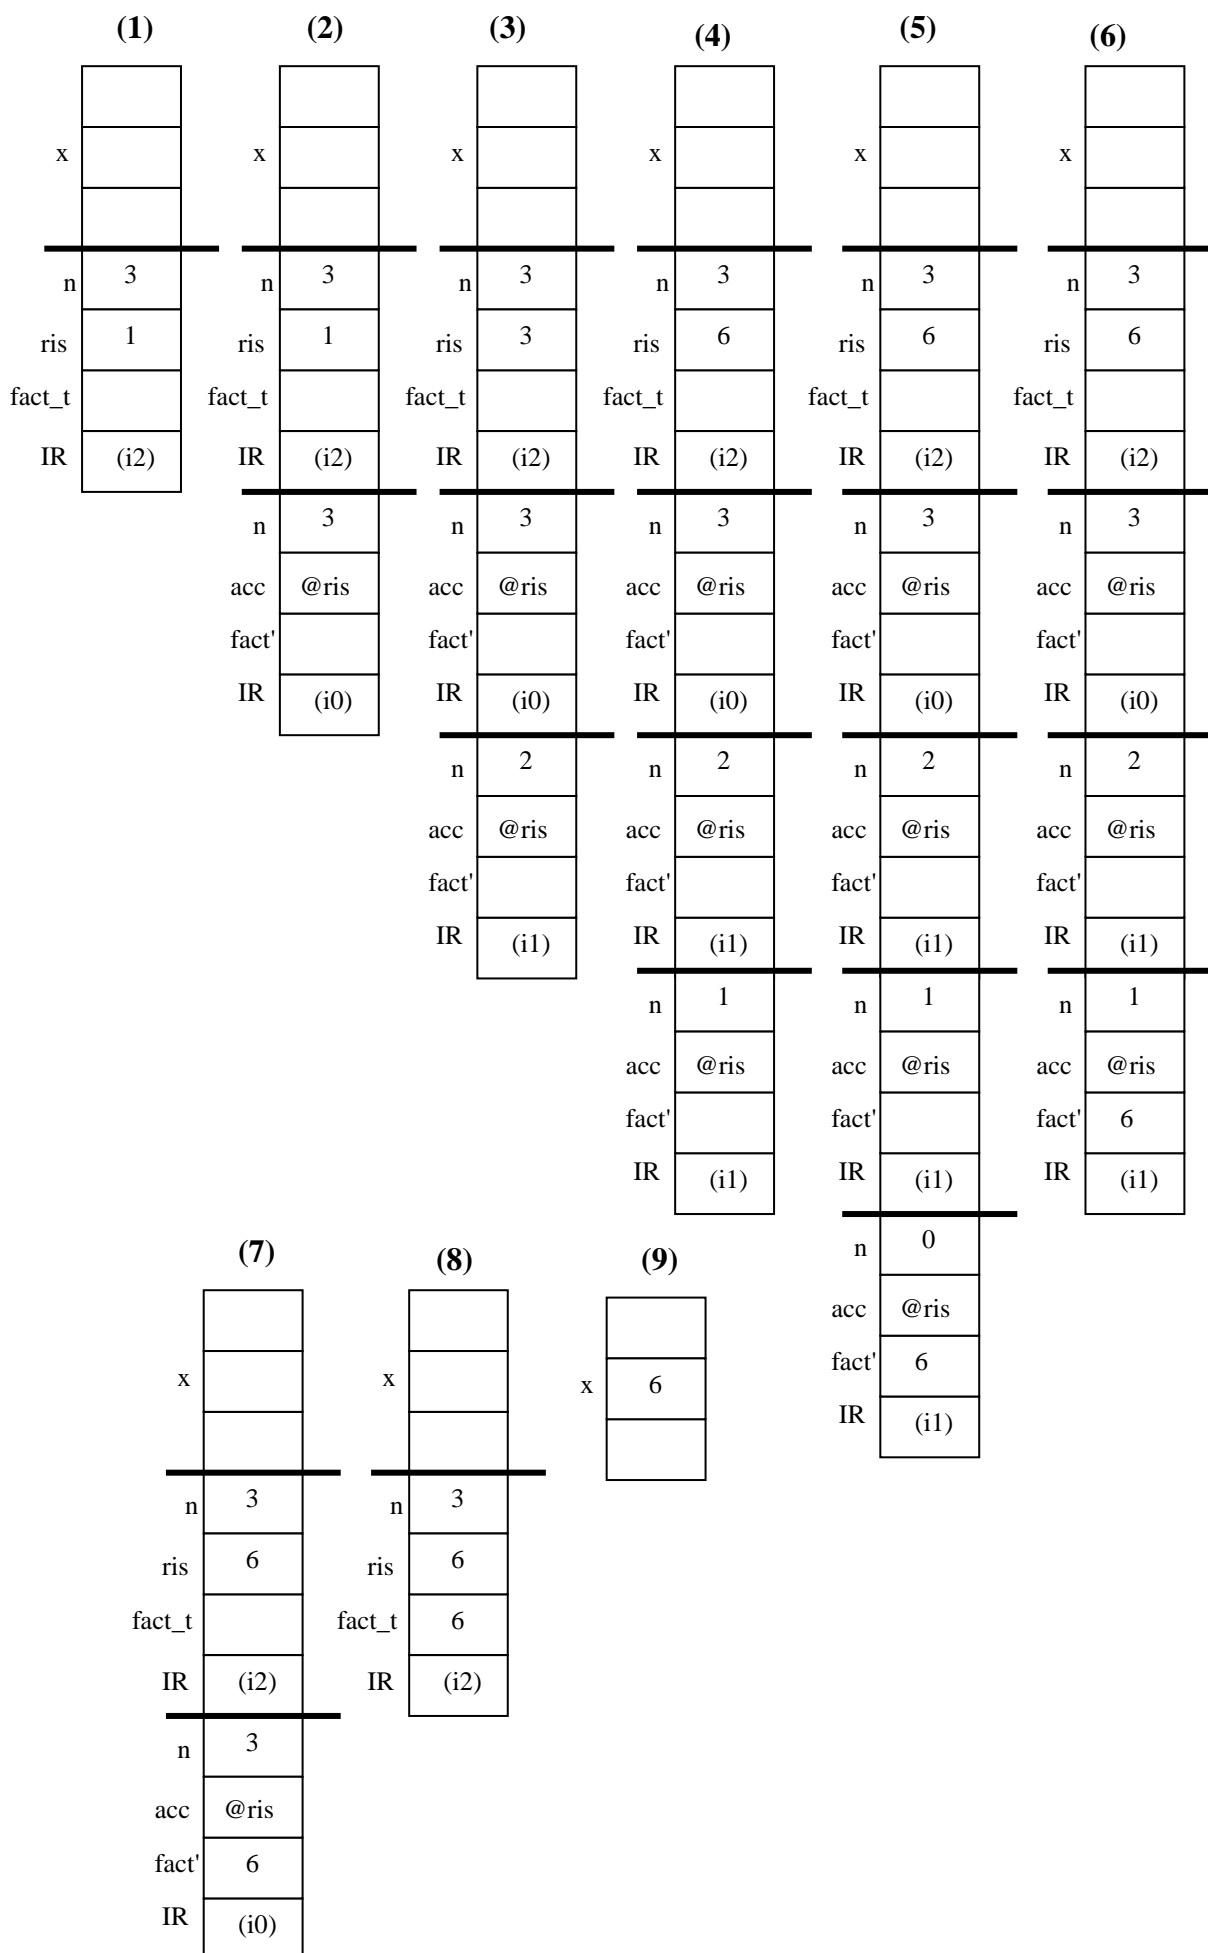 (1) (2) (3) (4) (5) (6)
x x x x x x
n 3 n 3 n 3 n 3 n 3 n 3
ris 1 ris 1 ris 3 ris 6 ris 6 ris 6
fact_t fact_t fact_t fact_t fact_t fact_t
IR (i2) IR (i2) IR (i2) IR (i2) IR (i2) IR (i2)
n 3 n 3 n 3 n 3 n 3
acc @ris acc @ris acc @ris acc @ris acc @ris
fact' fact' fact' fact' fact'
IR (i0) IR (i0) IR (i0) IR (i0) IR (i0)
n 2 n 2 n 2 n 2
acc @ris acc @ris acc @ris acc @ris
fact' fact' fact' fact'
IR (i1) IR (i1) IR (i1) IR (i1)
n 1 n 1 n 1
acc @ris acc @ris acc @ris
fact' fact' fact' 6
IR (i1) IR (i1) IR (i1)
n 0
acc @ris
fact' 6
IR (i1)
(7) (8) (9)
x x x 6
n 3 n 3
ris 6 ris 6
fact_t fact_t 6
IR (i2) IR (i2)
n 3
acc @ris
fact' 6
IR (i0)